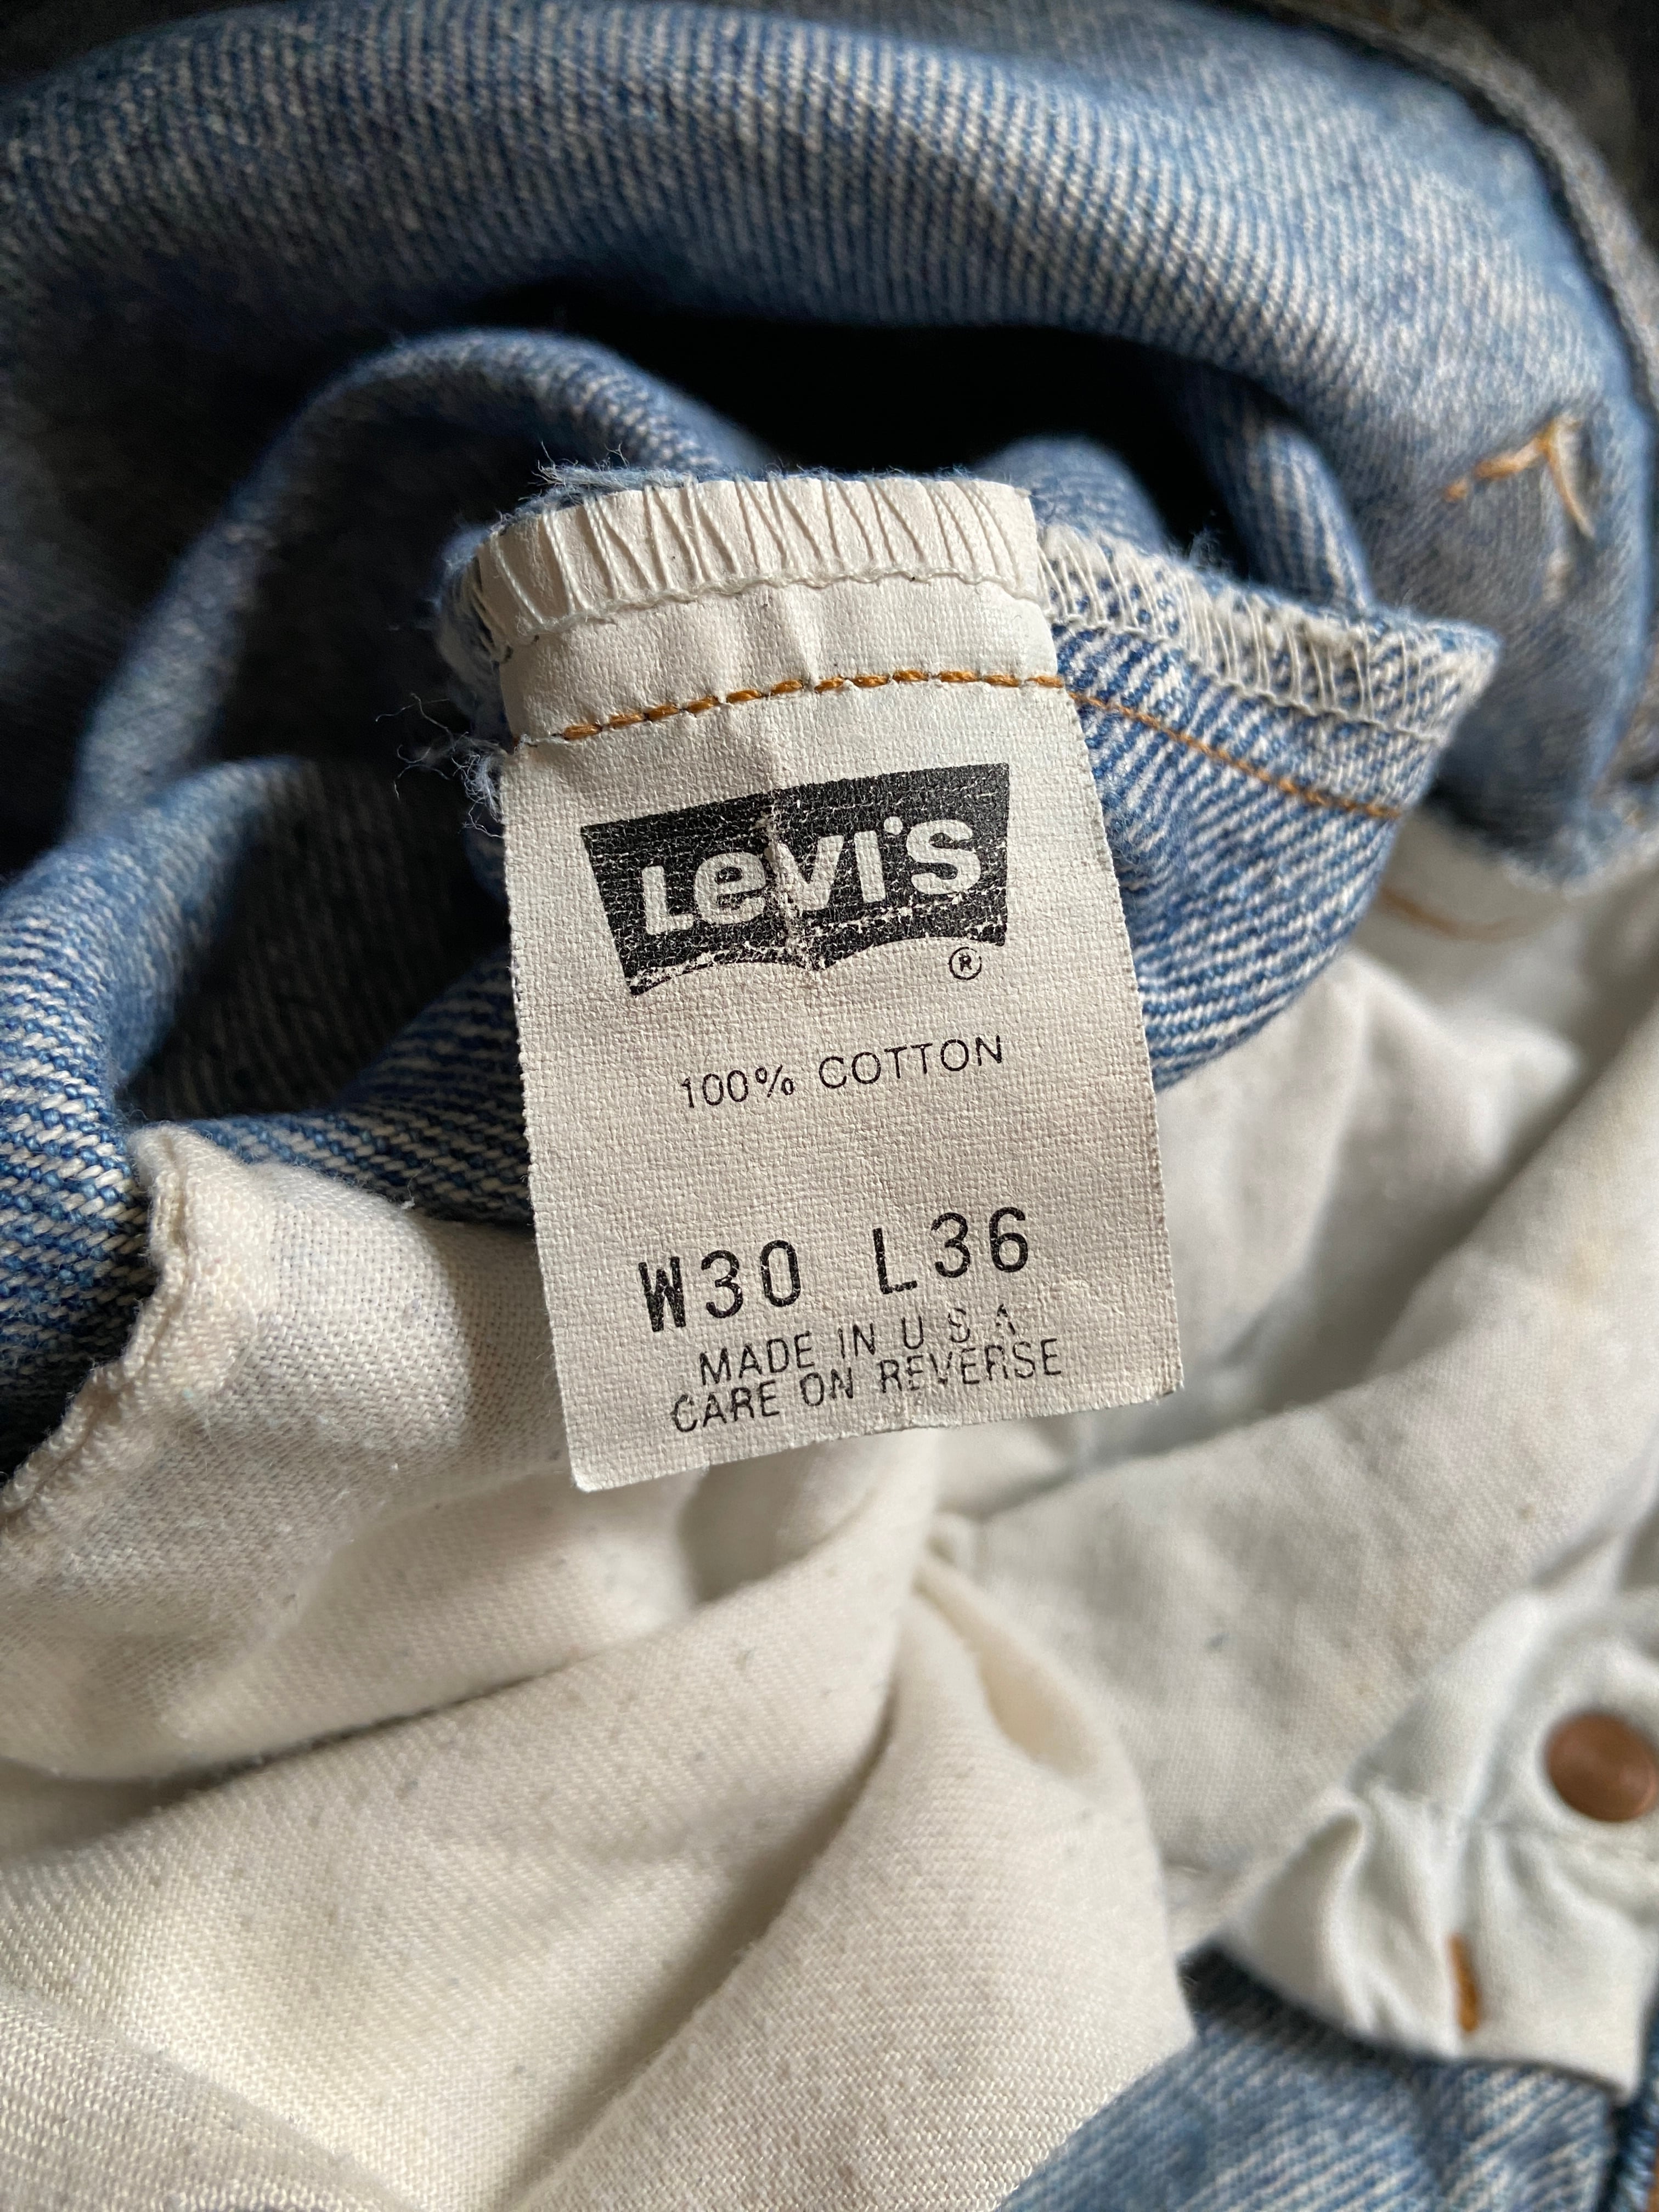 Levi's
®
100% COTTON
W30 L36
MADE IN U S A
CARE ON REVERSE